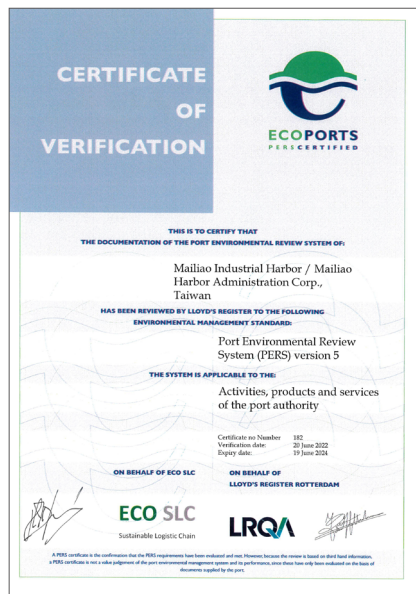 CERTIFICATE
OF
VERIFICATION
ECOPORTS
PERS CERTIFIED
THIS IS TO CERTIFY THAT
THE DOCUMENTATION OF THE PORT ENVIRONMENTAL REVIEW SYSTEM OF:
Mailiao Industrial Harbor / Mailiao
Harbor Administration Corp.,
Taiwan
HAS BEEN REVIEWED BY LLOYD'S REGISTER TO THE FOLLOWING
ENVIRONMENTAL MANAGEMENT STANDARD:
Port Environmental Review
System (PERS) version 5
THE SYSTEM IS APPLICABLE TO THE:
Activities, products and services
of the port authority
Certificate no Number 182
Verification date: 20 June 2022
Expiry date: 19 June 2024
ON BEHALF OF ECO SLC
ON BEHALF OF
LLOYD'S REGISTER ROTTERDAM
ECO SLC
Sustainable Logistic Chain
LRQA
A PERS certificate is the confirmation that the PERS requirements have been evaluated and met. However, because the review is based on third hand information,
a PERS certificate is not a value judgement of the port environmental management system and its performance, since these have only been evaluated on the basis of
documents supplied by the port.